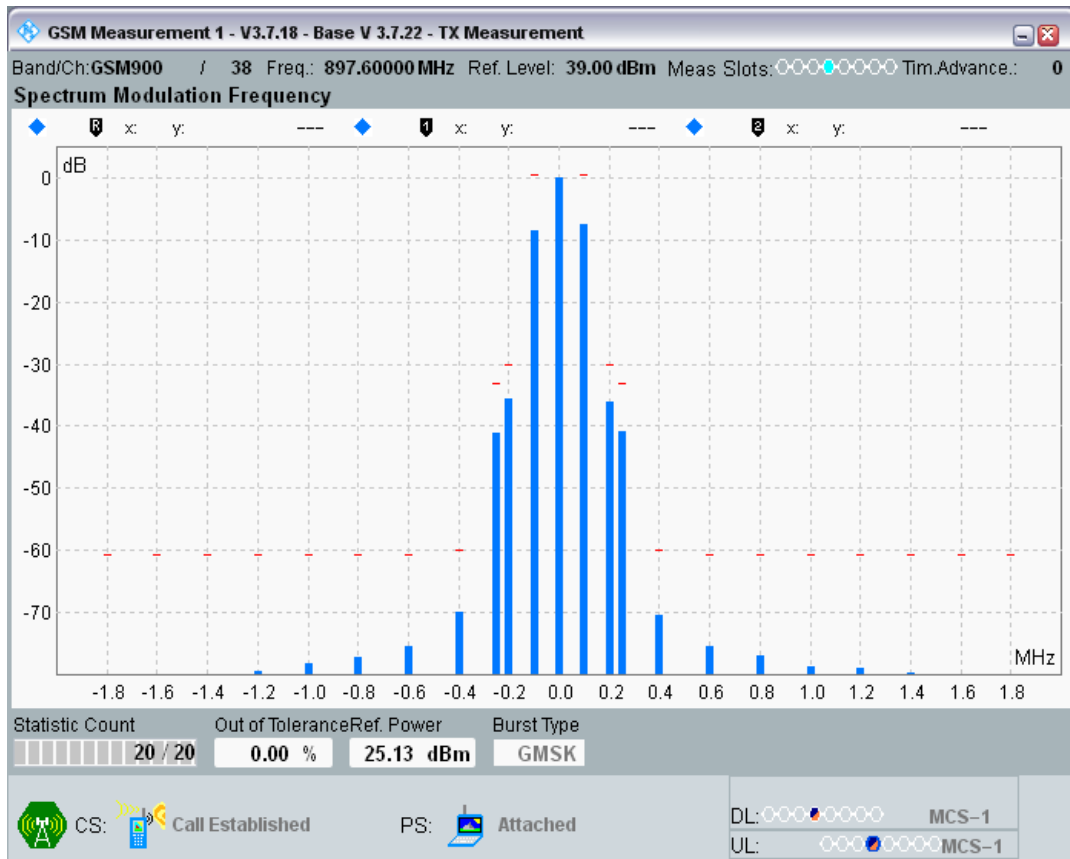 GSM Measurement 1 - V3.7.18 - Base V 3.7.22 - TX Measurement
Band/Ch:GSM900 / 38 Freq.: 897.60000 MHz Ref. Level: 39.00 dBm Meas Slots: Tim.Advance.: 0
Spectrum Modulation Frequency
R x: y: --- 1 x: y: --- 2 x: y: ---
dB
0
-10
-20
-30
-40
-50
-60
-70
MHz
-1.8 -1.6 -1.4 -1.2 -1.0 -0.8 -0.6 -0.4 -0.2 0.0 0.2 0.4 0.6 0.8 1.0 1.2 1.4 1.6 1.8
Statistic Count Out of Tolerance Ref. Power Burst Type
20 / 20 0.00 % 25.13 dBm GMSK
CS: Call Established PS: Attached
DL: MCS-1
UL: MCS-1